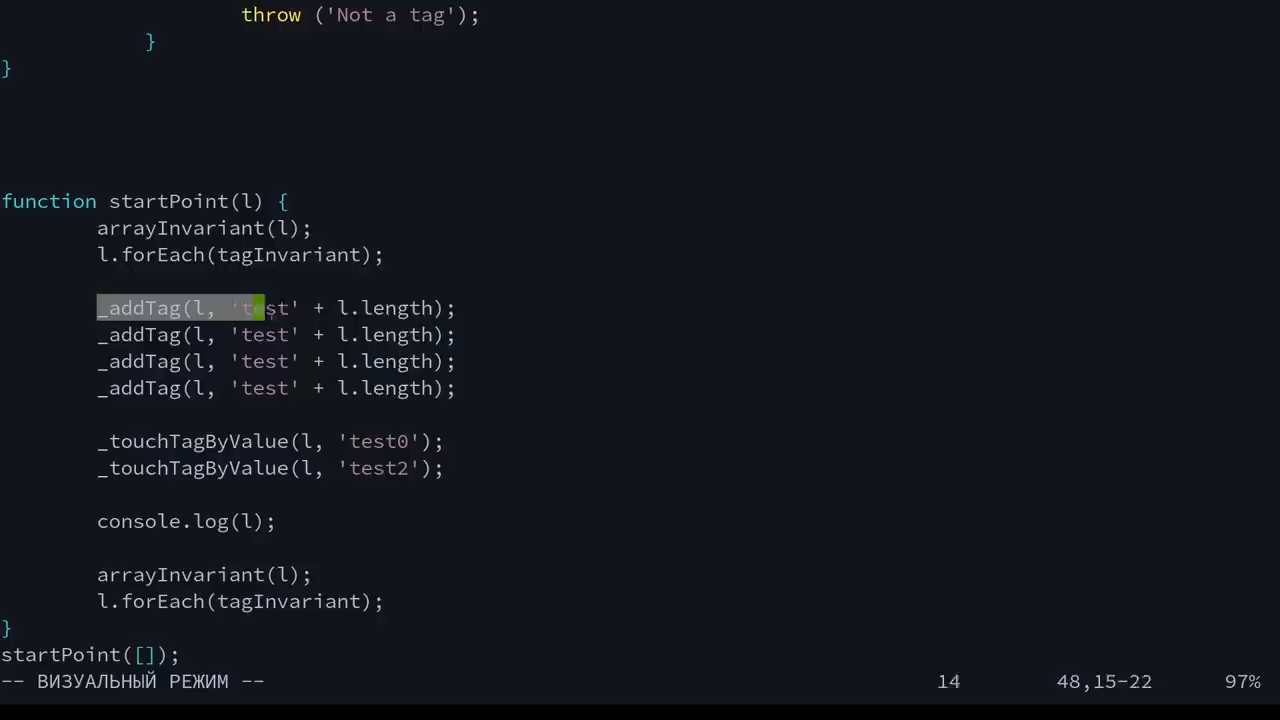 throw ('Not a tag');
}
}
function startPoint(l) {
arrayInvariant(l);
l.forEach(tagInvariant);
_addTag(l, 'test' + l.length);
_addTag(l, 'test' + l.length);
_addTag(l, 'test' + l.length);
_addTag(l, 'test' + l.length);
_touchTagByValue(l, 'test0');
_touchTagByValue(l, 'test2');
console.log(l);
arrayInvariant(l);
l.forEach(tagInvariant);
}
startPoint([]);
-- ВИЗУАЛЬНЫЙ РЕЖИМ -- 14 48,15-22 97%